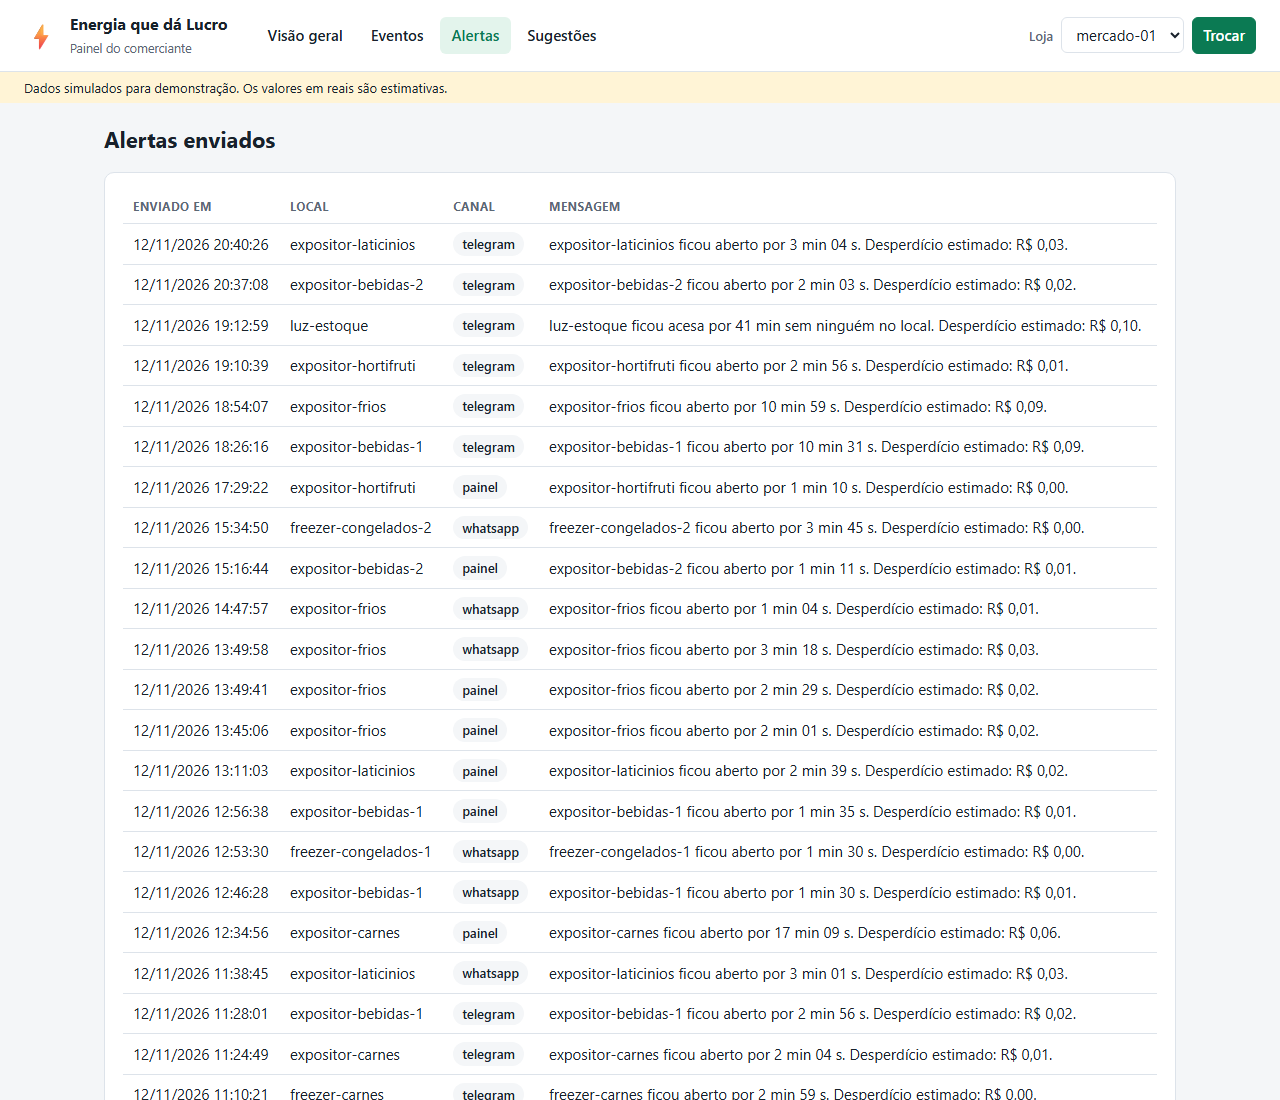 Energia que dá Lucro
Painel do comerciante
Visão geral Eventos Alertas Sugestões
Loja mercado-01 Trocar
Dados simulados para demonstração. Os valores em reais são estimativas.
Alertas enviados
ENVIADO EM LOCAL CANAL MENSAGEM
12/11/2026 20:40:26 expositor-laticinios telegram expositor-laticinios ficou aberto por 3 min 04 s. Desperdício estimado: R$ 0,03.
12/11/2026 20:37:08 expositor-bebidas-2 telegram expositor-bebidas-2 ficou aberto por 2 min 03 s. Desperdício estimado: R$ 0,02.
12/11/2026 19:12:59 luz-estoque telegram luz-estoque ficou acesa por 41 min sem ninguém no local. Desperdício estimado: R$ 0,10.
12/11/2026 19:10:39 expositor-hortifruti telegram expositor-hortifruti ficou aberto por 2 min 56 s. Desperdício estimado: R$ 0,01.
12/11/2026 18:54:07 expositor-frios telegram expositor-frios ficou aberto por 10 min 59 s. Desperdício estimado: R$ 0,09.
12/11/2026 18:26:16 expositor-bebidas-1 telegram expositor-bebidas-1 ficou aberto por 10 min 31 s. Desperdício estimado: R$ 0,09.
12/11/2026 17:29:22 expositor-hortifruti painel expositor-hortifruti ficou aberto por 1 min 10 s. Desperdício estimado: R$ 0,00.
12/11/2026 15:34:50 freezer-congelados-2 whatsapp freezer-congelados-2 ficou aberto por 3 min 45 s. Desperdício estimado: R$ 0,00.
12/11/2026 15:16:44 expositor-bebidas-2 painel expositor-bebidas-2 ficou aberto por 1 min 11 s. Desperdício estimado: R$ 0,01.
12/11/2026 14:47:57 expositor-frios whatsapp expositor-frios ficou aberto por 1 min 04 s. Desperdício estimado: R$ 0,01.
12/11/2026 13:49:58 expositor-frios whatsapp expositor-frios ficou aberto por 3 min 18 s. Desperdício estimado: R$ 0,03.
12/11/2026 13:49:41 expositor-frios painel expositor-frios ficou aberto por 2 min 29 s. Desperdício estimado: R$ 0,02.
12/11/2026 13:45:06 expositor-frios painel expositor-frios ficou aberto por 2 min 01 s. Desperdício estimado: R$ 0,02.
12/11/2026 13:11:03 expositor-laticinios painel expositor-laticinios ficou aberto por 2 min 39 s. Desperdício estimado: R$ 0,02.
12/11/2026 12:56:38 expositor-bebidas-1 painel expositor-bebidas-1 ficou aberto por 1 min 35 s. Desperdício estimado: R$ 0,01.
12/11/2026 12:53:30 freezer-congelados-1 whatsapp freezer-congelados-1 ficou aberto por 1 min 30 s. Desperdício estimado: R$ 0,00.
12/11/2026 12:46:28 expositor-bebidas-1 whatsapp expositor-bebidas-1 ficou aberto por 1 min 30 s. Desperdício estimado: R$ 0,01.
12/11/2026 12:34:56 expositor-carnes painel expositor-carnes ficou aberto por 17 min 09 s. Desperdício estimado: R$ 0,06.
12/11/2026 11:38:45 expositor-laticinios whatsapp expositor-laticinios ficou aberto por 3 min 01 s. Desperdício estimado: R$ 0,03.
12/11/2026 11:28:01 expositor-bebidas-1 telegram expositor-bebidas-1 ficou aberto por 2 min 56 s. Desperdício estimado: R$ 0,02.
12/11/2026 11:24:49 expositor-carnes telegram expositor-carnes ficou aberto por 2 min 04 s. Desperdício estimado: R$ 0,01.
12/11/2026 11:10:21 freezer-carnes telegram freezer-carnes ficou aberto por 2 min 59 s. Desperdício estimado: R$ 0,00.